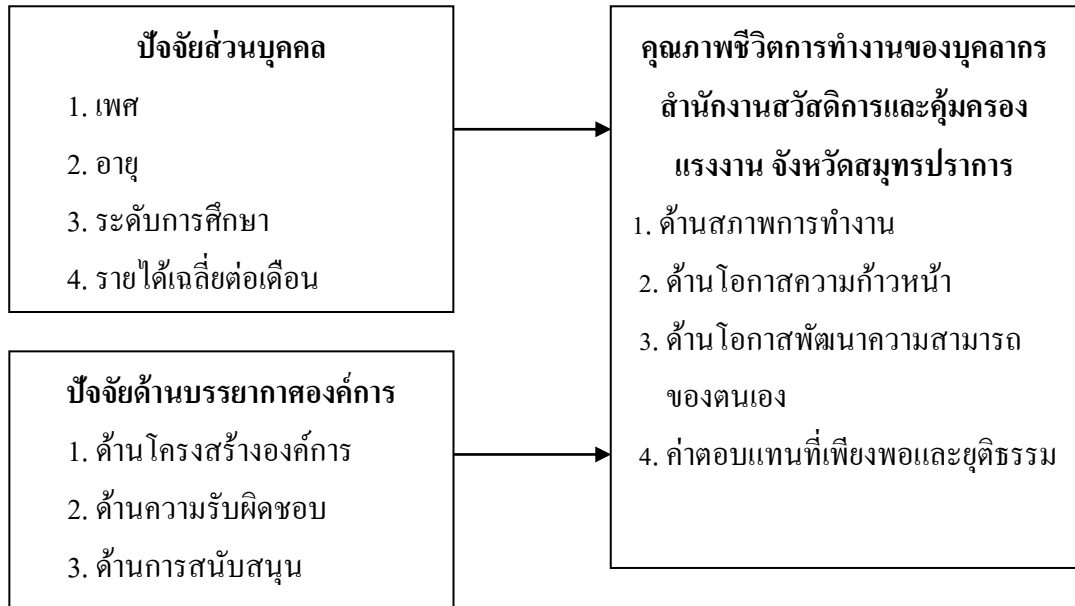 ปัจจัยส่วนบุคคล
1. เพศ
2. อายุ
3. ระดับการศึกษา
4. รายได้เฉลี่ยต่อเดือน
ปัจจัยด้านบรรยากาศองค์การ
1. ด้านโครงสร้างองค์การ
2. ด้านความรับผิดชอบ
3. ด้านการสนับสนุน
คุณภาพชีวิตการทำงานของบุคลากร
สำนักงานสวัสดิการและคุ้มครอง
แรงงาน จังหวัดสมุทรปราการ
1. ด้านสภาพการทำงาน
2. ด้านโอกาสความก้าวหน้า
3. ด้านโอกาสพัฒนาความสามารถ
ของตนเอง
4. ค่าตอบแทนที่เพียงพอและยุติธรรม